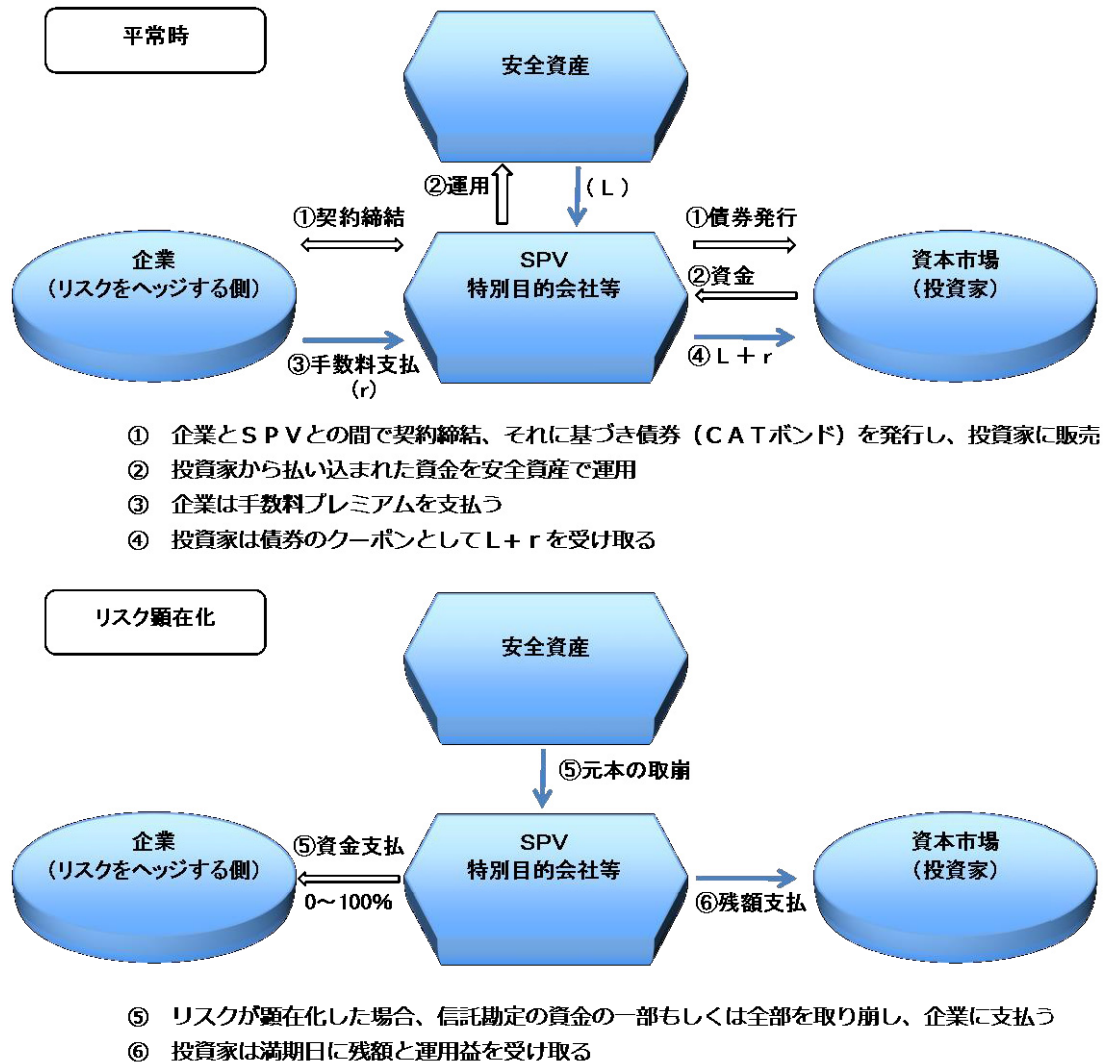 平常時
安全資産
②運用
(L)
①契約締結
①債券発行
企業
(リスクをヘッジする側)
SPV
特別目的会社等
②資金
資本市場
(投資家)
③手数料支払
(r)
④L+r
① 企業とSPVとの間で契約締結、それに基づき債券(CATボンド)を発行し、投資家に販売
② 投資家から払い込まれた資金を安全資産で運用
③ 企業は手数料プレミアムを支払う
④ 投資家は債券のクーポンとしてL+rを受け取る
リスク顕在化
安全資産
⑤元本の取崩
企業
(リスクをヘッジする側)
⑤資金支払
0~100%
SPV
特別目的会社等
⑥残額支払
資本市場
(投資家)
⑤ リスクが顕在化した場合、信託勘定の資金の一部もしくは全部を取り崩し、企業に支払う
⑥ 投資家は満期日に残額と運用益を受け取る